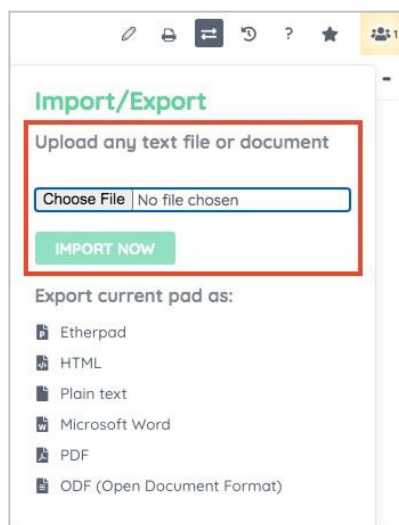 ? 1
Import/Export
Upload any text file or document
Choose File No file chosen
IMPORT NOW
Export current pad as:
Etherpad
HTML
Plain text
Microsoft Word
PDF
ODF (Open Document Format)